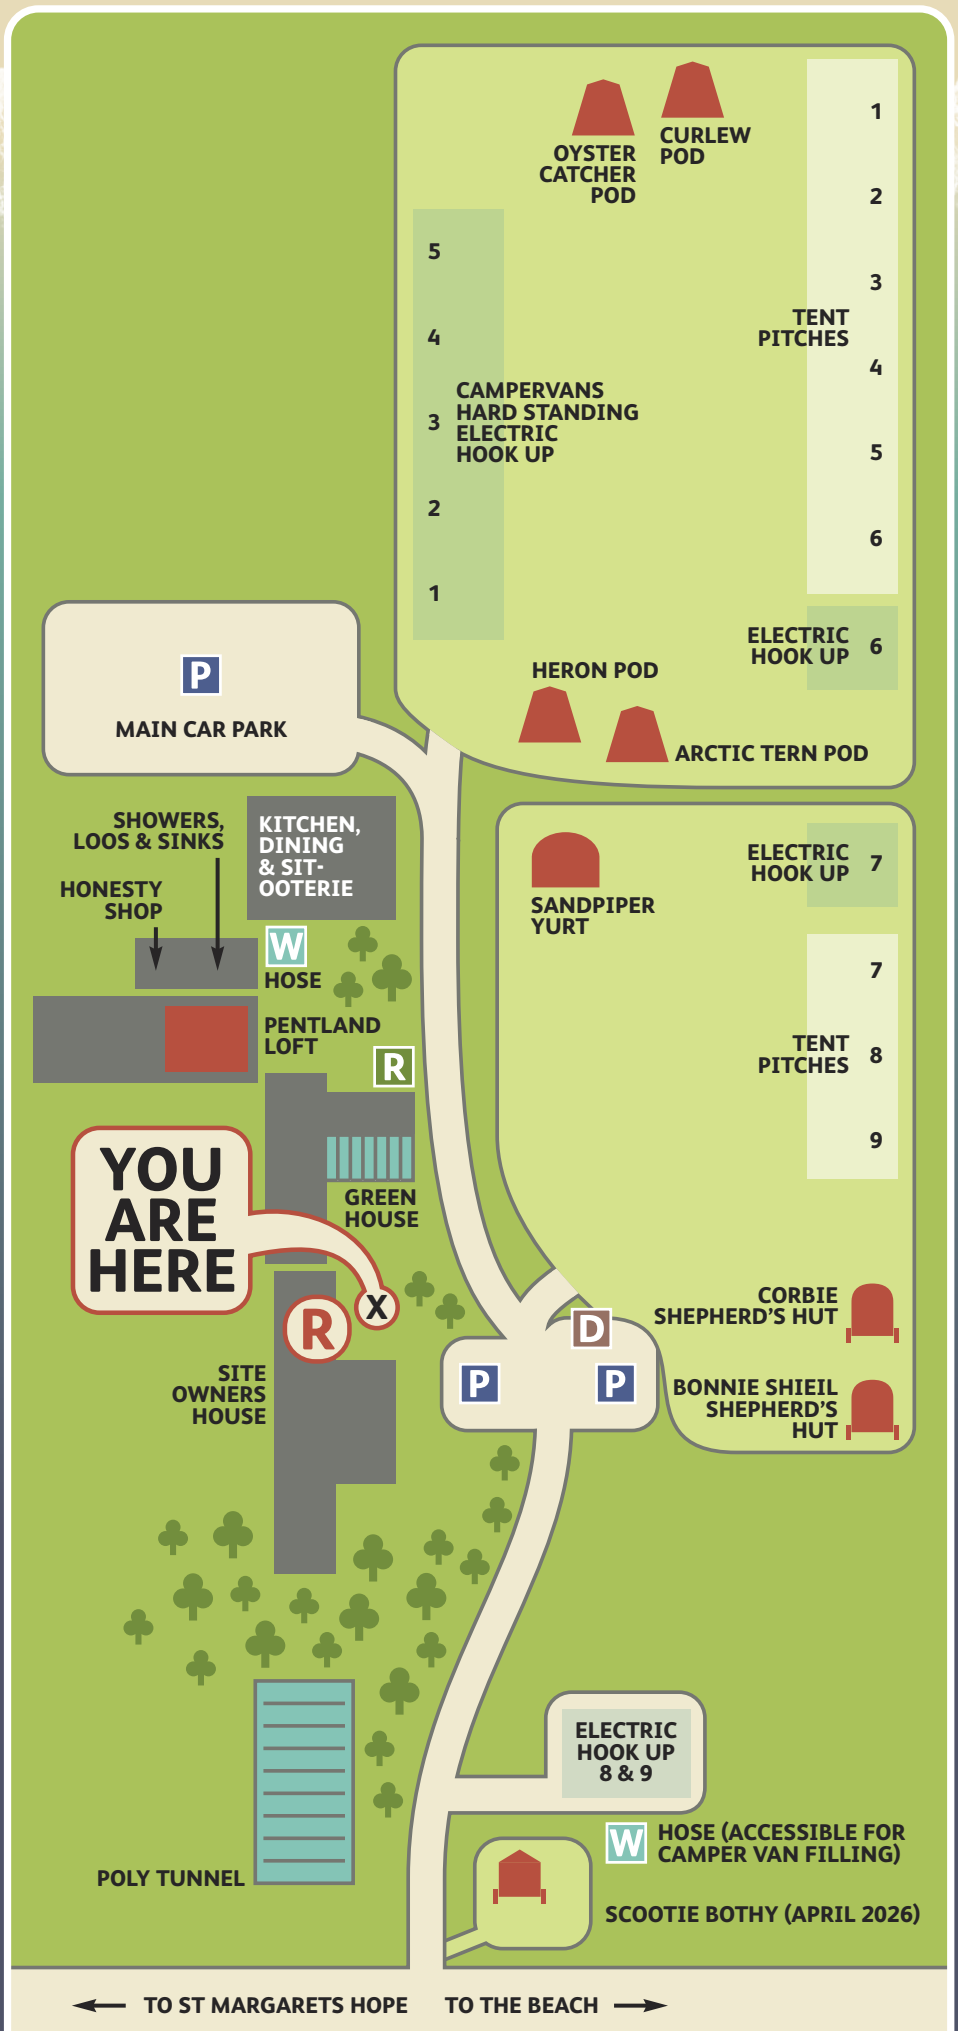 CURLEW
POD
OYSTER
CATCHER
POD
1
2
3
TENT
PITCHES
4
5
6
5
4
CAMPERVANS
HARD STANDING
3
ELECTRIC
HOOK UP
2
1
ELECTRIC
HOOK UP
6
HERON POD
ARCTIC TERN POD
P
MAIN CAR PARK
SHOWERS,
LOOS & SINKS
HONESTY
SHOP
KITCHEN,
DINING
& SIT-
OOTERIE
W
HOSE
PENTLAND
LOFT
R
SANDPIPER
YURT
ELECTRIC
HOOK UP
7
7
TENT
PITCHES
8
9
YOU
ARE
HERE
GREEN
HOUSE
X
R
SITE
OWNERS
HOUSE
D
P
P
CORBIE
SHEPHERD'S HUT
BONNIE SHIEIL
SHEPHERD'S
HUT
ELECTRIC
HOOK UP
8 & 9
W
HOSE (ACCESSIBLE FOR
CAMPER VAN FILLING)
POLY TUNNEL
SCOOTIE BOTHY (APRIL 2026)
TO ST MARGARETS HOPE
TO THE BEACH